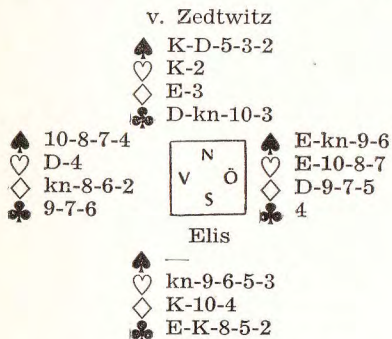 v. Zedtwitz
♠ K-D-5-3-2
♡ K-2
♢ E-3
♣ D-kn-10-3
♠ 10-8-7-4
♡ D-4
♢ kn-8-6-2
♣ 9-7-6
N
V Ö
S
♠ E-kn-9-6
♡ E-10-8-7
♢ D-9-7-5
♣ 4
Elis
♠ —
♡ kn-9-6-5-3
♢ K-10-4
♣ E-K-8-5-2